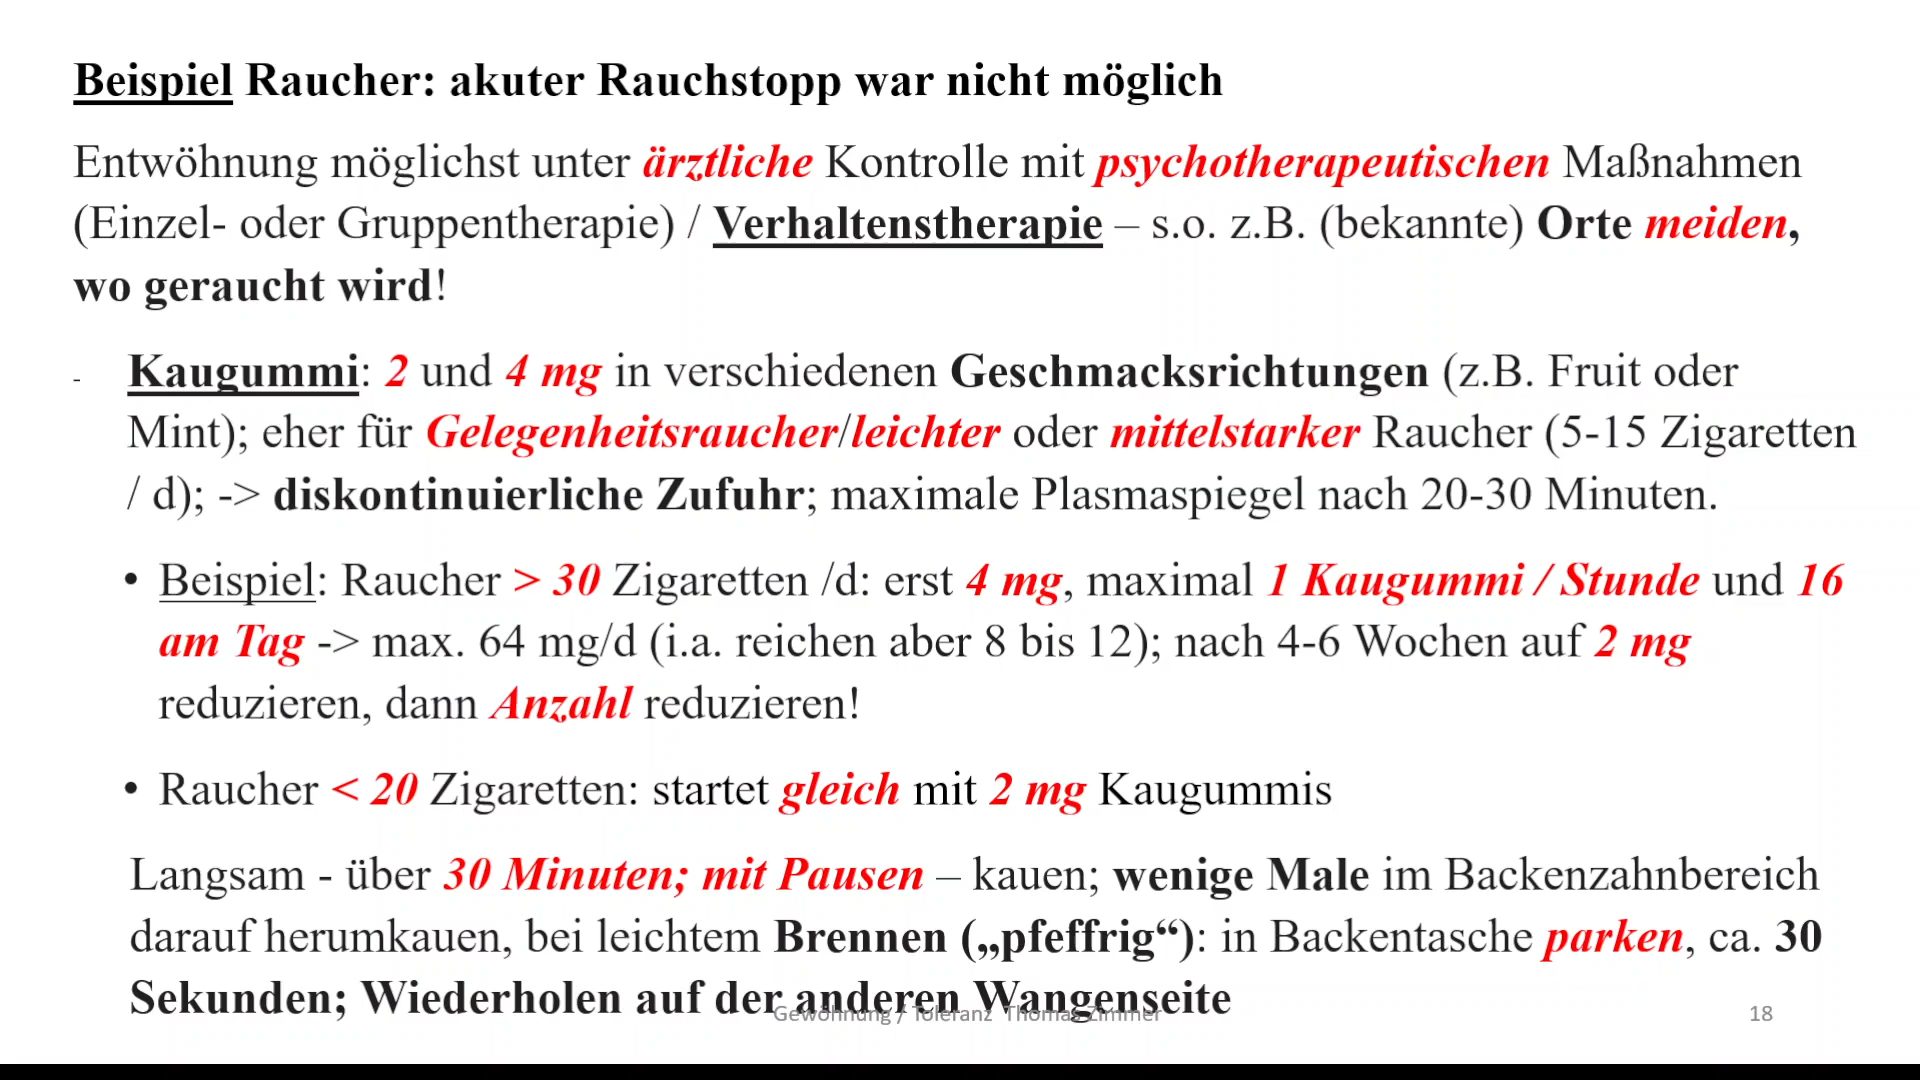 Beispiel Raucher: akuter Rauchstopp war nicht möglich
Entwöhnung möglichst unter ärztliche Kontrolle mit psychotherapeutischen Maßnahmen
(Einzel- oder Gruppentherapie) / Verhaltenstherapie – s.o. z.B. (bekannte) Orte meiden,
wo geraucht wird!
- Kaugummi: 2 und 4 mg in verschiedenen Geschmacksrichtungen (z.B. Fruit oder
Mint); eher für Gelegenheitsraucher/leichter oder mittelstarker Raucher (5-15 Zigaretten
/ d); -> diskontinuierliche Zufuhr; maximale Plasmaspiegel nach 20-30 Minuten.
• Beispiel: Raucher > 30 Zigaretten /d: erst 4 mg, maximal 1 Kaugummi / Stunde und 16
am Tag -> max. 64 mg/d (i.a. reichen aber 8 bis 12); nach 4-6 Wochen auf 2 mg
reduzieren, dann Anzahl reduzieren!
• Raucher < 20 Zigaretten: startet gleich mit 2 mg Kaugummis
Langsam - über 30 Minuten; mit Pausen – kauen; wenige Male im Backenzahnbereich
darauf herumkauen, bei leichtem Brennen („pfeffrig“): in Backentasche parken, ca. 30
Sekunden; Wiederholen auf der anderen Wangenseite
Gewöhnung / Toleranz Thomas Zimmer
18